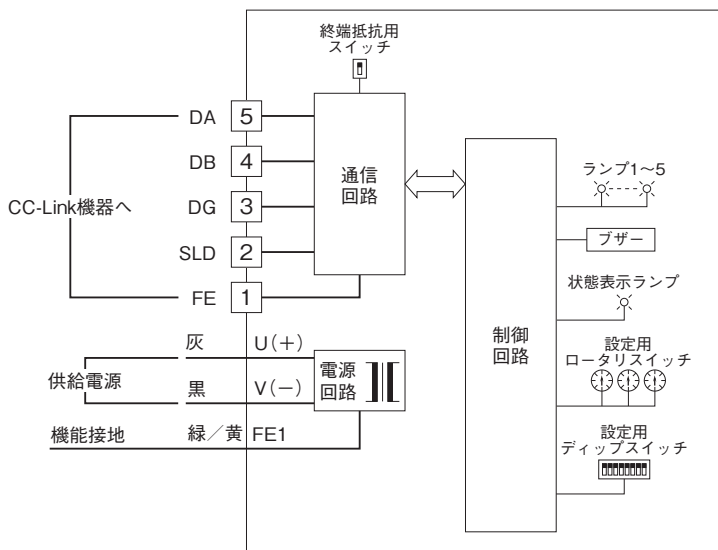 終端抵抗用
スイッチ
DA 5
DB 4
DG 3
SLD 2
FE 1
CC-Link機器へ
通信
回路
ランプ1～5
ブザー
状態表示ランプ
制御
回路
設定用
ロータリスイッチ
設定用
ディップスイッチ
灰 U(+)
供給電源
黒 V(−)
電源
回路
機能接地 緑／黄 FE1